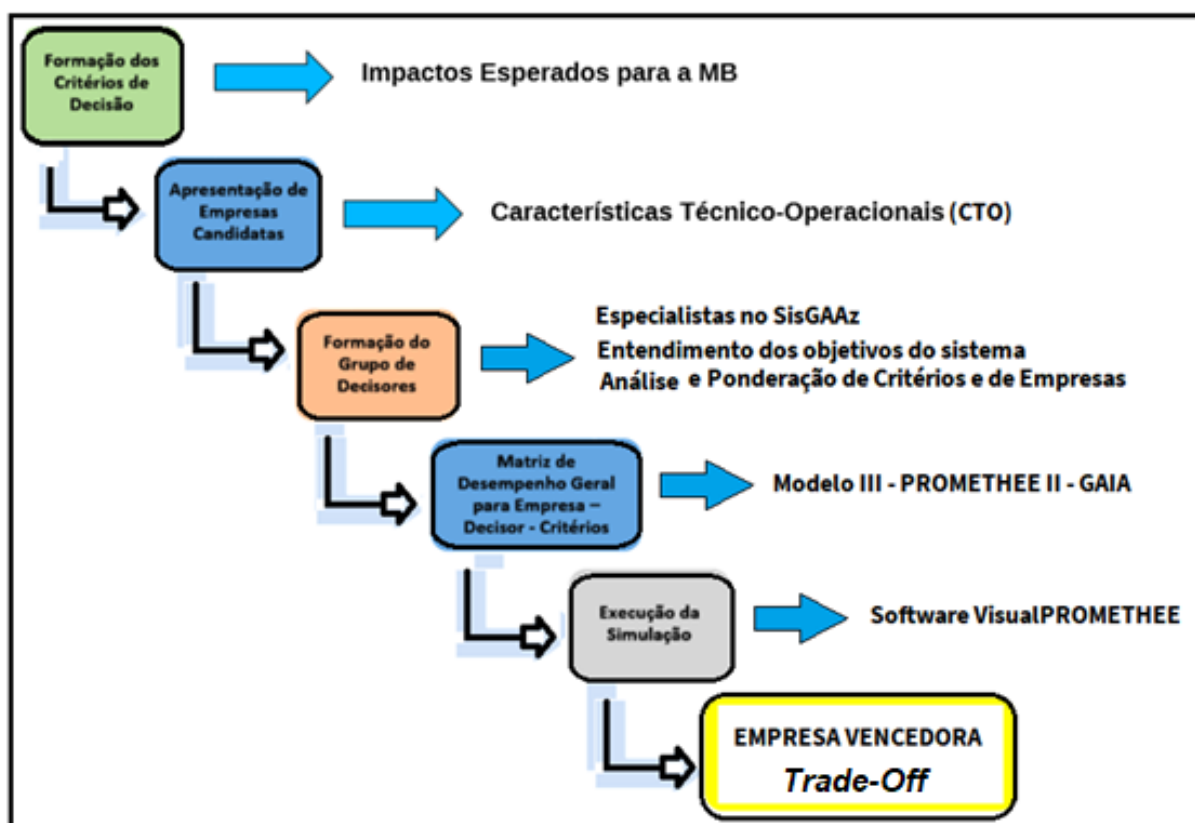 Formação dos
Critérios de
Decisão
Impactos Esperados para a MB
Apresentação de
Empresas
Candidatas
Características Técnico-Operacionais (CTO)
Formação do
Grupo de
Decisores
Especialistas no SisGAAz
Entendimento dos objetivos do sistema
Análise e Ponderação de Critérios e de Empresas
Matriz de
Desempenho Geral
para Empresa –
Decisor - Critérios
Modelo III - PROMETHEE II - GAIA
Execução da
Simulação
Software VisualPROMETHEE
EMPRESA VENCEDORA
Trade-Off